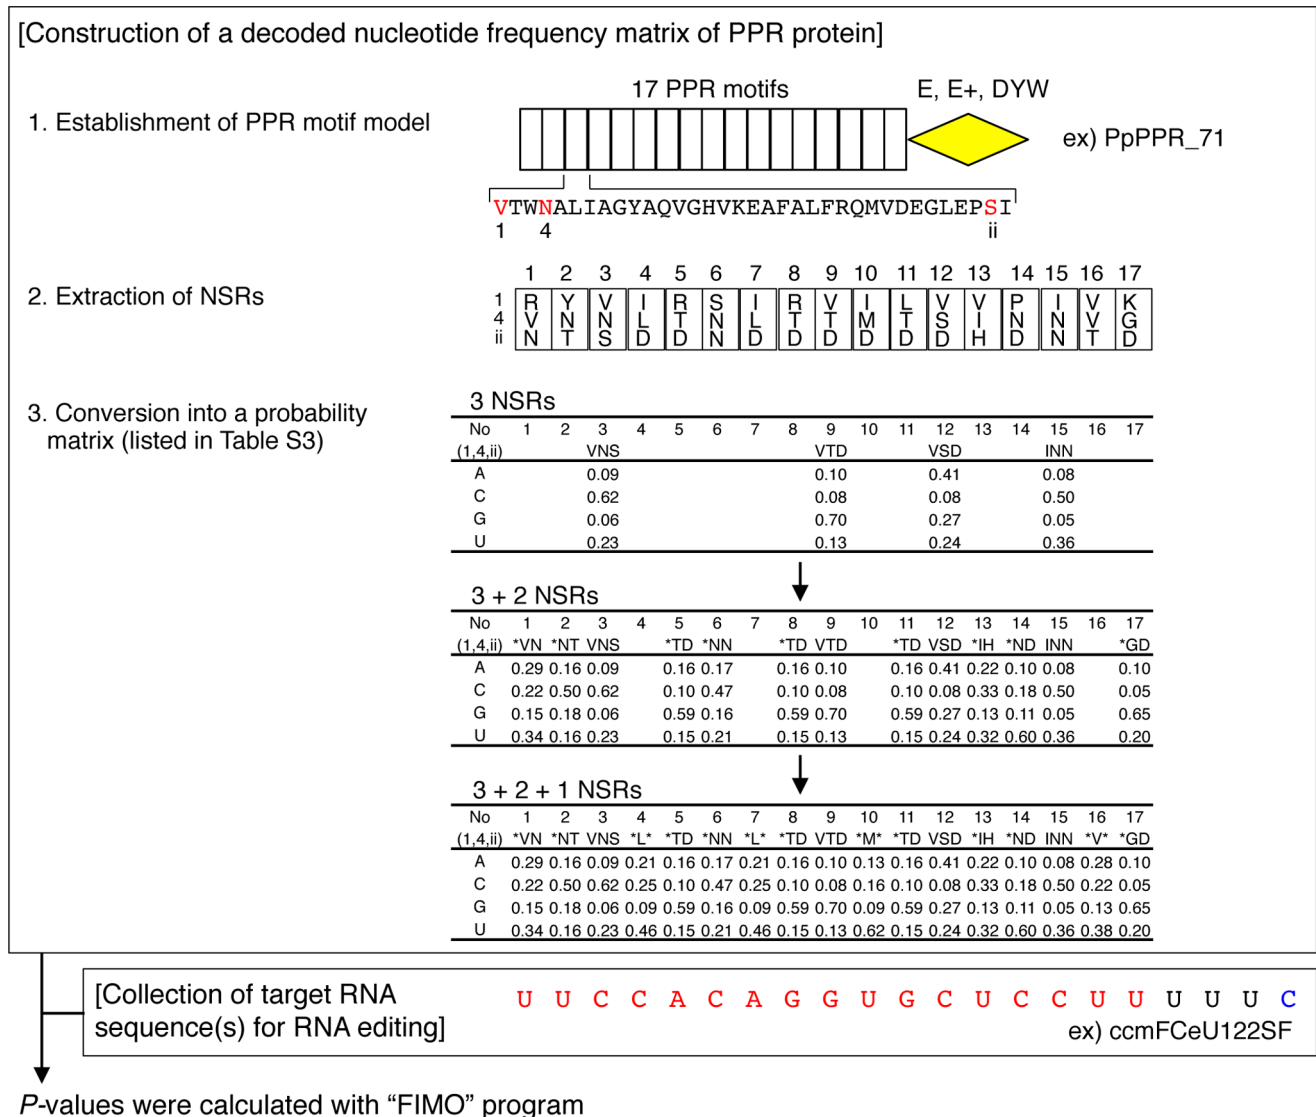 [Construction of a decoded nucleotide frequency matrix of PPR protein]
17 PPR motifs E, E+, DYW
1. Establishment of PPR motif model
ex) PpPPR_71
VTWNALIAGYAQVGHVKEAFALFRQMVDEGLEPSI
1 4 ii
1 2 3 4 5 6 7 8 9 10 11 12 13 14 15 16 17
2. Extraction of NSRs
1 R Y V I R S I R V I L V V P I V K
4 V N N L T N L T T M T S I N N V G
ii N T S D D N D D D D D D H D N T D
3. Conversion into a probability
matrix (listed in Table S3)
3 NSRs
No 1 2 3 4 5 6 7 8 9 10 11 12 13 14 15 16 17
(1,4,ii) VNS VTD VSD INN
A 0.09 0.10 0.41 0.08
C 0.62 0.08 0.08 0.50
G 0.06 0.70 0.27 0.05
U 0.23 0.13 0.24 0.36
3 + 2 NSRs
No 1 2 3 4 5 6 7 8 9 10 11 12 13 14 15 16 17
(1,4,ii) *VN *NT VNS *TD *NN *TD VTD *TD VSD *IH *ND INN *GD
A 0.29 0.16 0.09 0.16 0.17 0.16 0.10 0.16 0.41 0.22 0.10 0.08 0.10
C 0.22 0.50 0.62 0.10 0.47 0.10 0.08 0.10 0.08 0.33 0.18 0.50 0.05
G 0.15 0.18 0.06 0.59 0.16 0.59 0.70 0.59 0.27 0.13 0.11 0.05 0.65
U 0.34 0.16 0.23 0.15 0.21 0.15 0.13 0.15 0.24 0.32 0.60 0.36 0.20
3 + 2 + 1 NSRs
No 1 2 3 4 5 6 7 8 9 10 11 12 13 14 15 16 17
(1,4,ii) *VN *NT VNS *L* *TD *NN *L* *TD VTD *M* *TD VSD *IH *ND INN *V* *GD
A 0.29 0.16 0.09 0.21 0.16 0.17 0.21 0.16 0.10 0.13 0.16 0.41 0.22 0.10 0.08 0.28 0.10
C 0.22 0.50 0.62 0.25 0.10 0.47 0.25 0.10 0.08 0.16 0.10 0.08 0.33 0.18 0.50 0.22 0.05
G 0.15 0.18 0.06 0.09 0.59 0.16 0.09 0.59 0.70 0.09 0.59 0.27 0.13 0.11 0.05 0.13 0.65
U 0.34 0.16 0.23 0.46 0.15 0.21 0.46 0.15 0.13 0.62 0.15 0.24 0.32 0.60 0.36 0.38 0.20
[Collection of target RNA
sequence(s) for RNA editing]
U U C C A C A G G U G C U C C U U U U U C
ex) ccmFCeU122SF
P-values were calculated with “FIMO” program